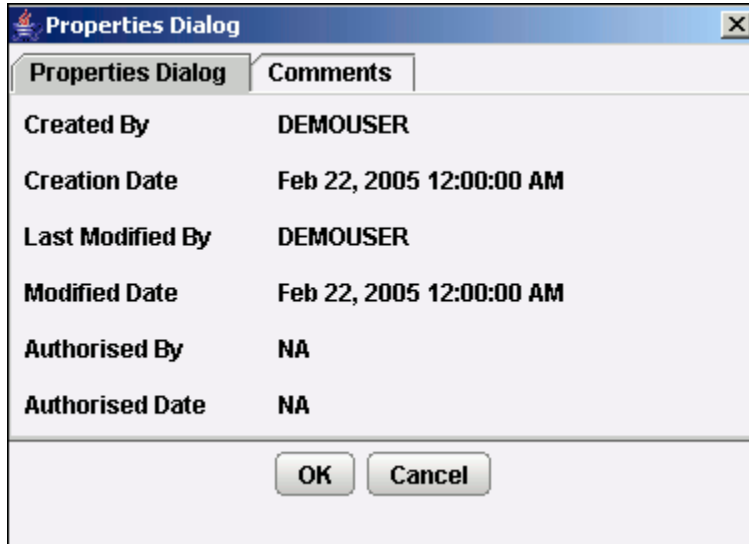 Properties Dialog
Properties Dialog Comments
Created By DEMOUSER
Creation Date Feb 22, 2005 12:00:00 AM
Last Modified By DEMOUSER
Modified Date Feb 22, 2005 12:00:00 AM
Authorised By NA
Authorised Date NA
OK Cancel